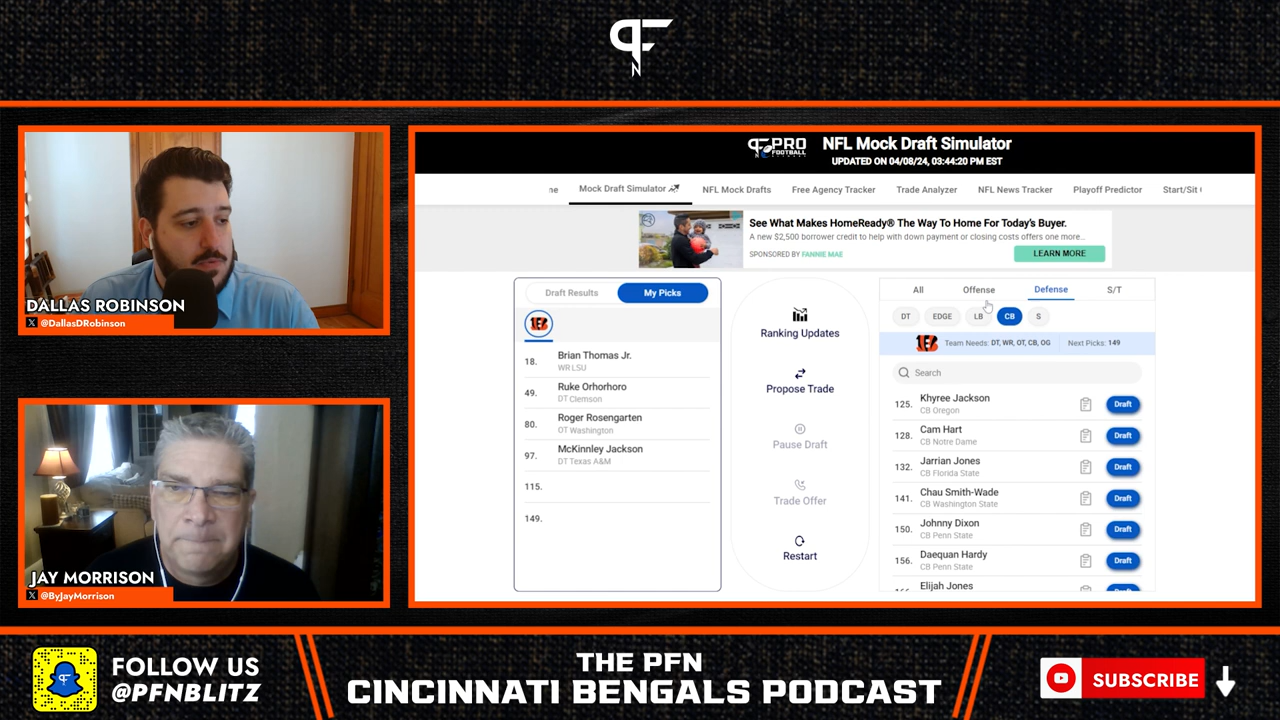 PFN
DALLAS ROBINSON
X @DallasDRobinson
JAY MORRISON
X @ByJayMorrison
PRO FOOTBALL
NFL Mock Draft Simulator
UPDATED ON 04/08/24, 03:44:20 PM EST
ne Mock Draft Simulator NFL Mock Drafts Free Agency Tracker Trade Analyzer NFL News Tracker Playoff Predictor Start/Sit
See What Makes HomeReady® The Way To Home For Today's Buyer.
A new $2,500 borrower credit to help with down payment or closing costs offers one more...
SPONSORED BY FANNIE MAE
LEARN MORE
Draft Results My Picks
18. Brian Thomas Jr.
WR LSU
49. Ruke Orhorhoro
DT Clemson
80. Roger Rosengarten
OT Washington
97. McKinnley Jackson
DT Texas A&M
115.
149.
Ranking Updates
Propose Trade
Pause Draft
Trade Offer
Restart
All Offense Defense S/T
DT EDGE LB CB S
Team Needs: DT, WR, OT, CB, OG Next Picks: 149
Search
125. Khyree Jackson Draft
CB Oregon
128. Cam Hart Draft
CB Notre Dame
132. Jarrian Jones Draft
CB Florida State
141. Chau Smith-Wade Draft
CB Washington State
150. Johnny Dixon Draft
CB Penn State
156. Daequan Hardy Draft
CB Penn State
Elijah Jones Draft
FOLLOW US
@PFNBLITZ
THE PFN
CINCINNATI BENGALS PODCAST
SUBSCRIBE